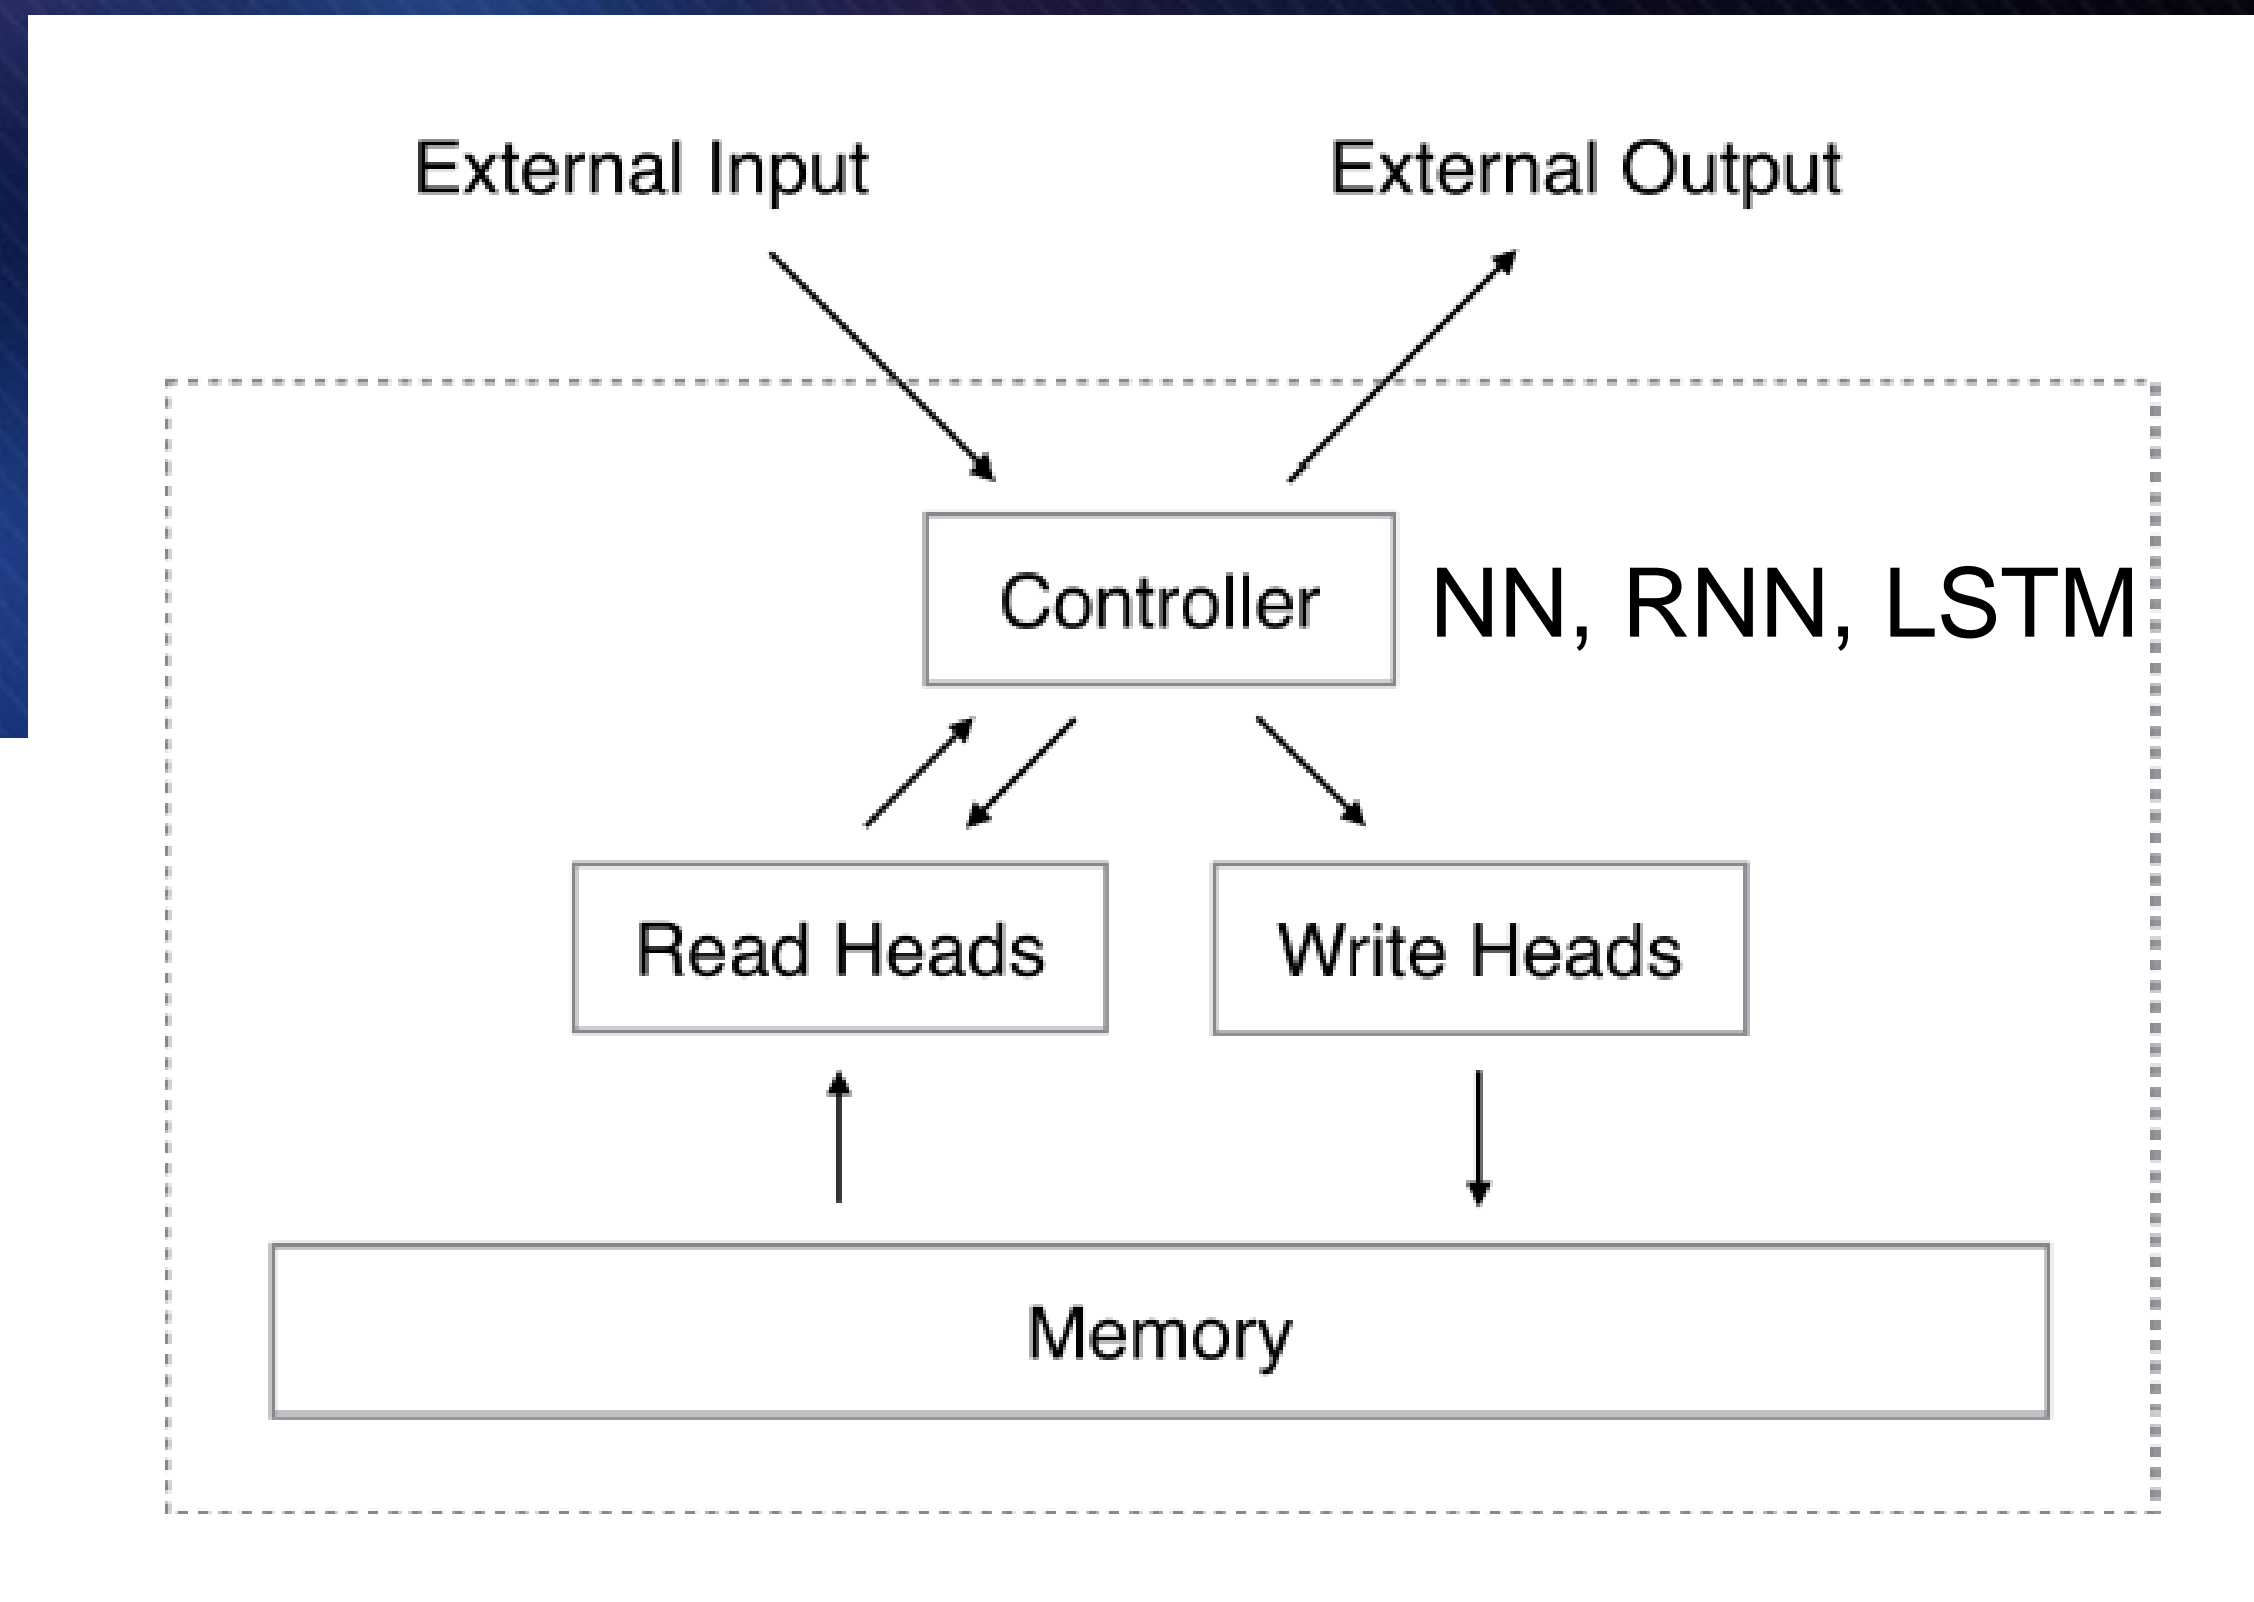 External Input
External Output
Controller
NN, RNN, LSTM
Read Heads
Write Heads
Memory